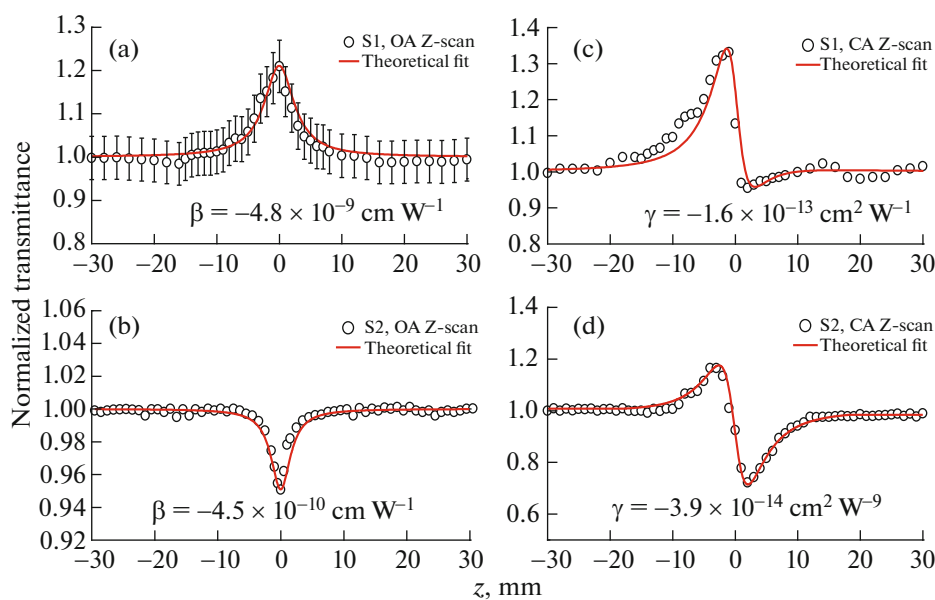 Normalized transmittance
1.3
1.2
1.1
1.0
0.9
0.8
(a)
S1, OA Z-scan
Theoretical fit
β = −4.8 × 10⁻⁹ cm W⁻¹
−30 −20 −10 0 10 20 30
1.4
1.3
1.2
1.1
1.0
0.9
0.8
(c)
S1, CA Z-scan
Theoretical fit
γ = −1.6 × 10⁻¹³ cm² W⁻¹
−30 −20 −10 0 10 20 30
1.06
1.04
1.02
1.00
0.98
0.96
0.94
0.92
(b)
S2, OA Z-scan
Theoretical fit
β = −4.5 × 10⁻¹⁰ cm W⁻¹
−30 −20 −10 0 10 20 30
1.4
1.2
1.0
0.8
0.6
(d)
S2, CA Z-scan
Theoretical fit
γ = −3.9 × 10⁻¹⁴ cm² W⁻⁹
−30 −20 −10 0 10 20 30
z, mm